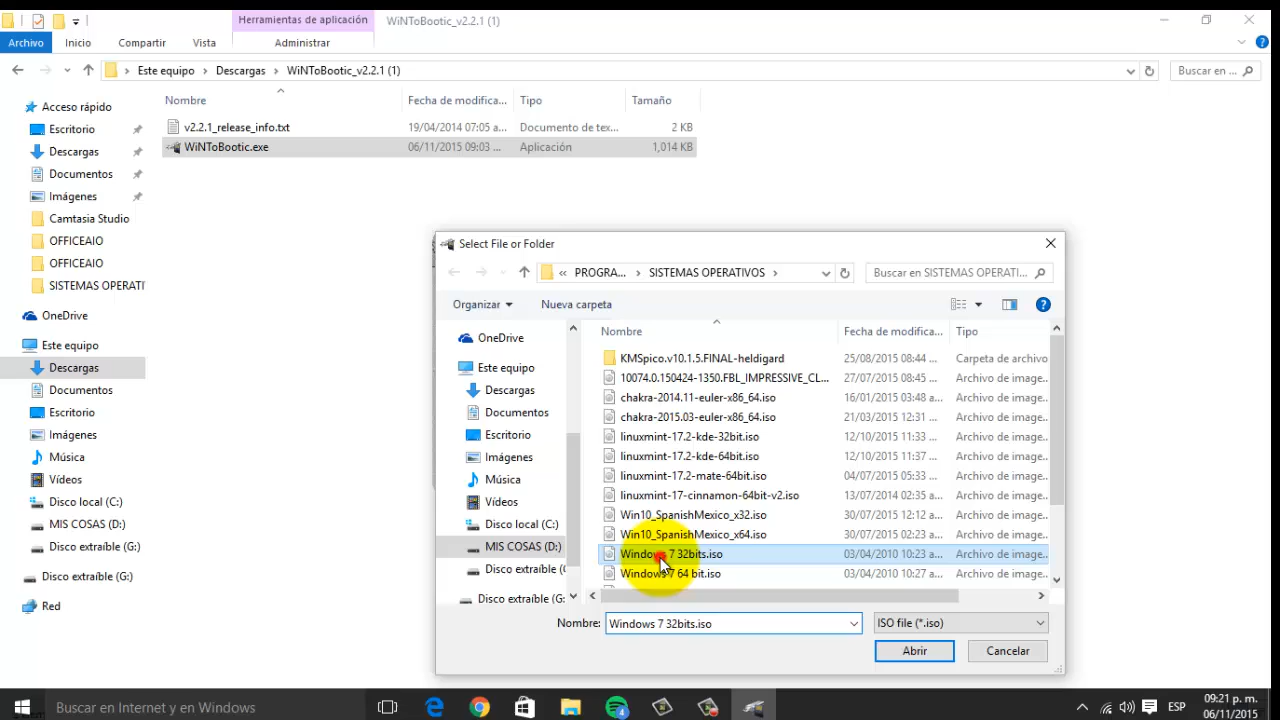 Herramientas de aplicación
WiNToBootic_v2.2.1 (1)
Archivo
Inicio
Compartir
Vista
Administrar
Este equipo
Descargas
WiNToBootic_v2.2.1 (1)
Buscar en ...
Acceso rápido
Escritorio
Descargas
Documentos
Imágenes
Camtasia Studio
OFFICEAIO
OFFICEAIO
SISTEMAS OPERATI
OneDrive
Este equipo
Descargas
Documentos
Escritorio
Imágenes
Música
Vídeos
Disco local (C:)
MIS COSAS (D:)
Disco extraíble (G:)
Disco extraíble (G:)
Red
Nombre Fecha de modifica... Tipo Tamaño
v2.2.1_release_info.txt 19/04/2014 07:05 a... Documento de tex... 2 KB
WiNToBootic.exe 06/11/2015 09:03 ... Aplicación 1,014 KB
Select File or Folder
« PROGRA... SISTEMAS OPERATIVOS
Buscar en SISTEMAS OPERATI...
Organizar
Nueva carpeta
OneDrive
Este equipo
Descargas
Documentos
Escritorio
Imágenes
Música
Vídeos
Disco local (C:)
MIS COSAS (D:)
Disco extraíble (
Disco extraíble (G:
Nombre Fecha de modifica... Tipo
KMSpico.v10.1.5.FINAL-heldigard 25/08/2015 08:44 ... Carpeta de archivo
10074.0.150424-1350.FBL_IMPRESSIVE_CL... 27/07/2015 08:45 ... Archivo de image...
chakra-2014.11-euler-x86_64.iso 16/01/2015 03:48 a... Archivo de image...
chakra-2015.03-euler-x86_64.iso 21/03/2015 12:31 ... Archivo de image...
linuxmint-17.2-kde-32bit.iso 12/10/2015 11:33 ... Archivo de image...
linuxmint-17.2-kde-64bit.iso 12/10/2015 11:37 ... Archivo de image...
linuxmint-17.2-mate-64bit.iso 04/07/2015 05:33 ... Archivo de image...
linuxmint-17-cinnamon-64bit-v2.iso 13/07/2014 02:35 a... Archivo de image...
Win10_SpanishMexico_x32.iso 30/07/2015 12:12 a... Archivo de image...
Win10_SpanishMexico_x64.iso 30/07/2015 02:23 a... Archivo de image...
Windows 7 32bits.iso 03/04/2010 10:23 a... Archivo de image...
Windows 7 64 bit.iso 03/04/2010 10:27 a... Archivo de image...
Nombre: Windows 7 32bits.iso
ISO file (*.iso)
Abrir
Cancelar
Buscar en Internet y en Windows
4
ESP
09:21 p. m.
06/11/2015